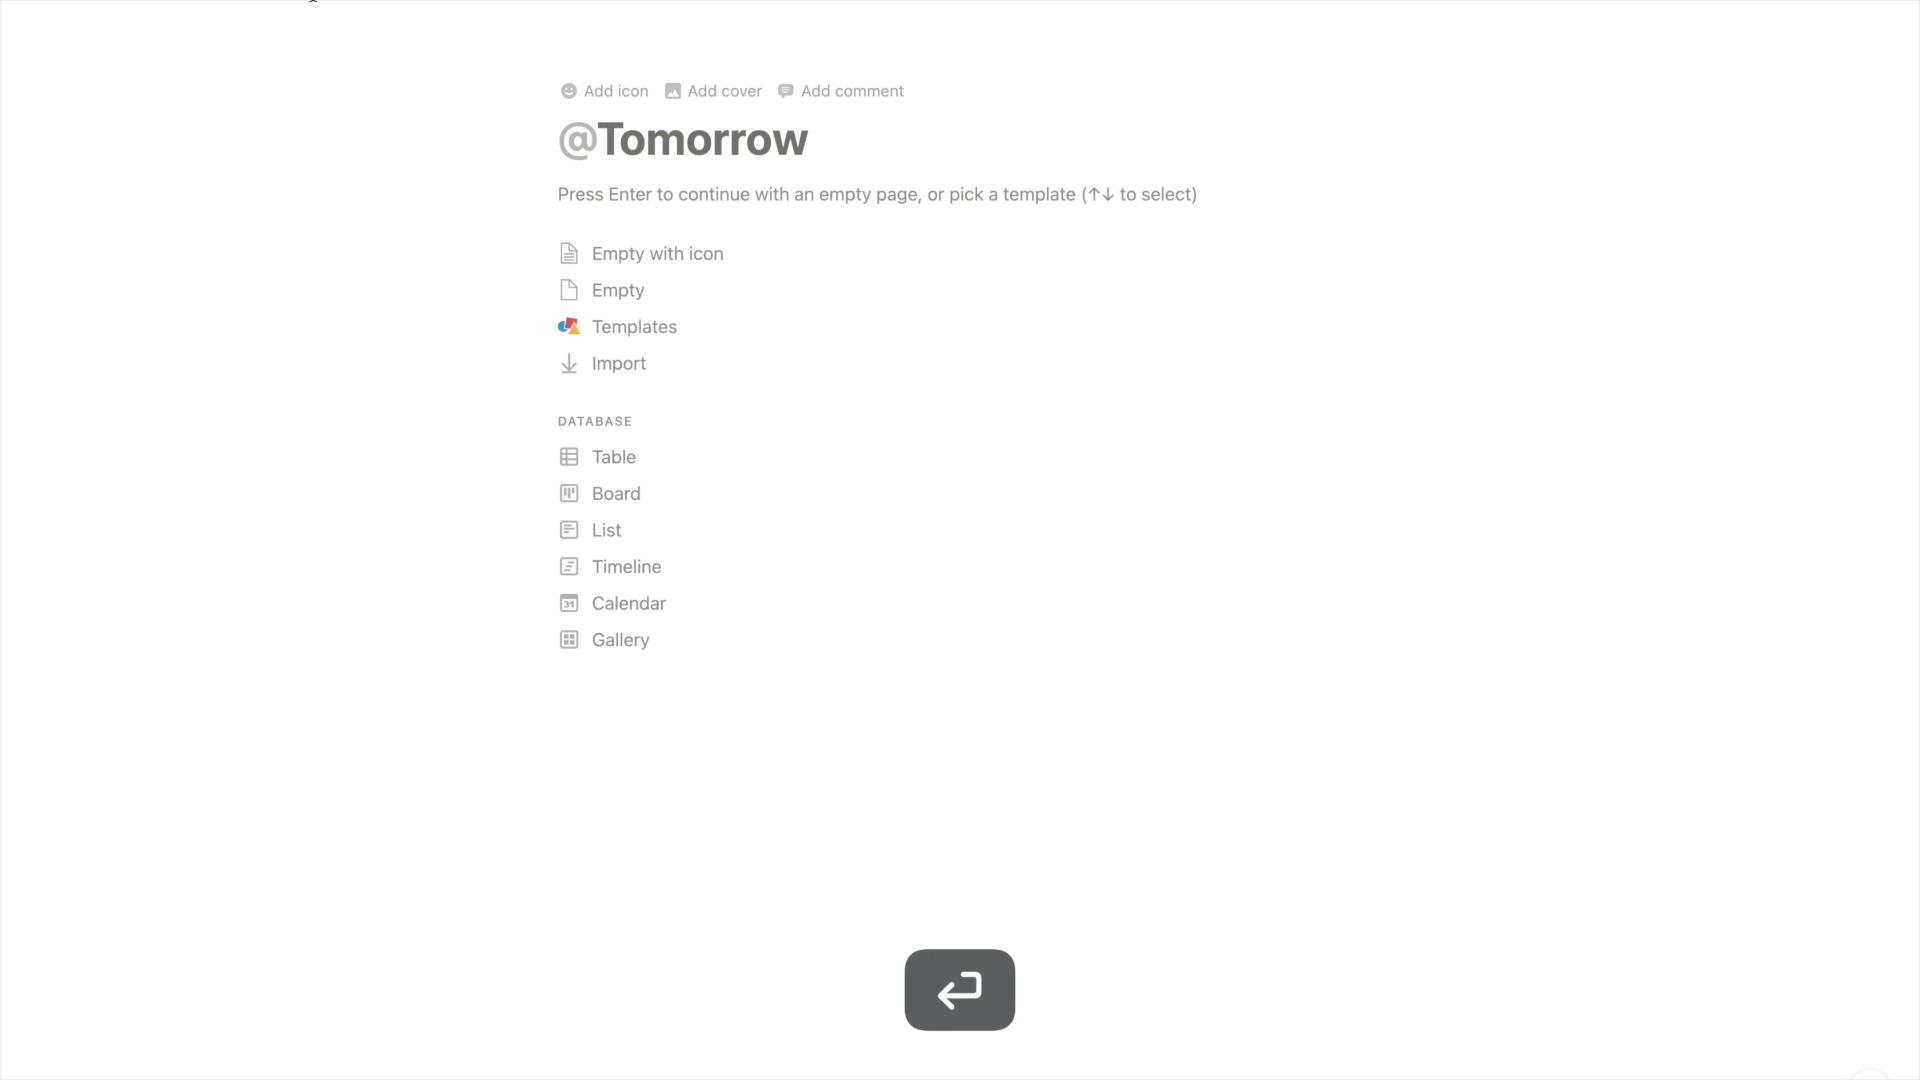 Add icon Add cover Add comment
@Tomorrow
Press Enter to continue with an empty page, or pick a template (↑↓ to select)
Empty with icon
Empty
Templates
Import
DATABASE
Table
Board
List
Timeline
31 Calendar
Gallery